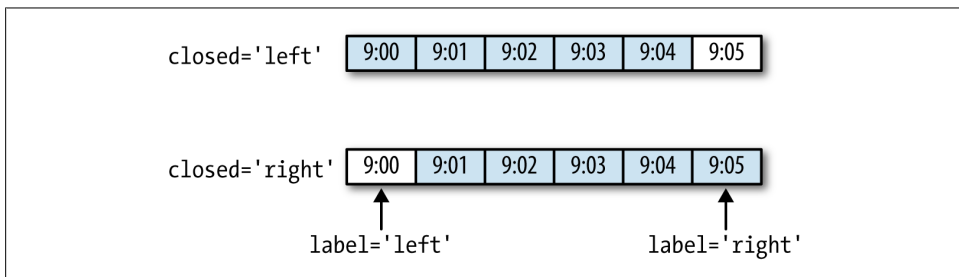 closed='left' 9:00 9:01 9:02 9:03 9:04 9:05
closed='right' 9:00 9:01 9:02 9:03 9:04 9:05
label='left' label='right'